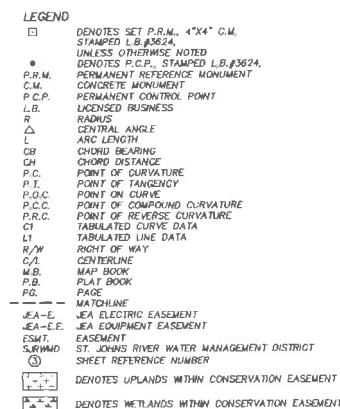 LEGEND
DENOTES SET P.R.M., 4"X4" C.M.
STAMPED L.B.#3624,
UNLESS OTHERWISE NOTED
DENOTES P.C.P., STAMPED L.B.#3624,
P.R.M. PERMANENT REFERENCE MONUMENT
C.M. CONCRETE MONUMENT
P.C.P. PERMANENT CONTROL POINT
L.B. LICENSED BUSINESS
R RADIUS
△ CENTRAL ANGLE
L ARC LENGTH
CB CHORD BEARING
CH CHORD DISTANCE
P.C. POINT OF CURVATURE
P.T. POINT OF TANGENCY
P.O.C. POINT ON CURVE
P.C.C. POINT OF COMPOUND CURVATURE
P.R.C. POINT OF REVERSE CURVATURE
C1 TABULATED CURVE DATA
L1 TABULATED LINE DATA
R/W RIGHT OF WAY
C/L CENTERLINE
M.B. MAP BOOK
P.B. PLAT BOOK
PG. PAGE
MATCHLINE
JEA-E. JEA ELECTRIC EASEMENT
JEA-E.E. JEA EQUIPMENT EASEMENT
ESMT. EASEMENT
SJRWMD ST. JOHNS RIVER WATER MANAGEMENT DISTRICT
3 SHEET REFERENCE NUMBER
DENOTES UPLANDS WITHIN CONSERVATION EASEMENT
DENOTES WETLANDS WITHIN CONSERVATION EASEMENT